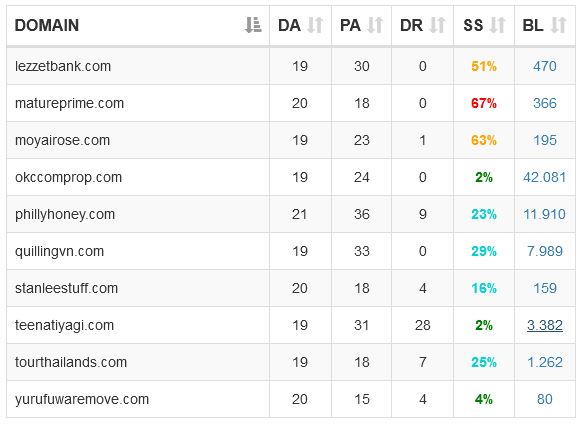 DOMAIN DA PA DR SS BL
lezzetbank.com 19 30 0 51% 470
matureprime.com 20 18 0 67% 366
moyairose.com 19 23 1 63% 195
okccomprop.com 19 24 0 2% 42.081
phillyhoney.com 21 36 9 23% 11.910
quillingvn.com 19 33 0 29% 7.989
stanleestuff.com 20 18 4 16% 159
teenatiyagi.com 19 31 28 2% 3.382
tourthailands.com 19 18 7 25% 1.262
yurufuwaremove.com 20 15 4 4% 80